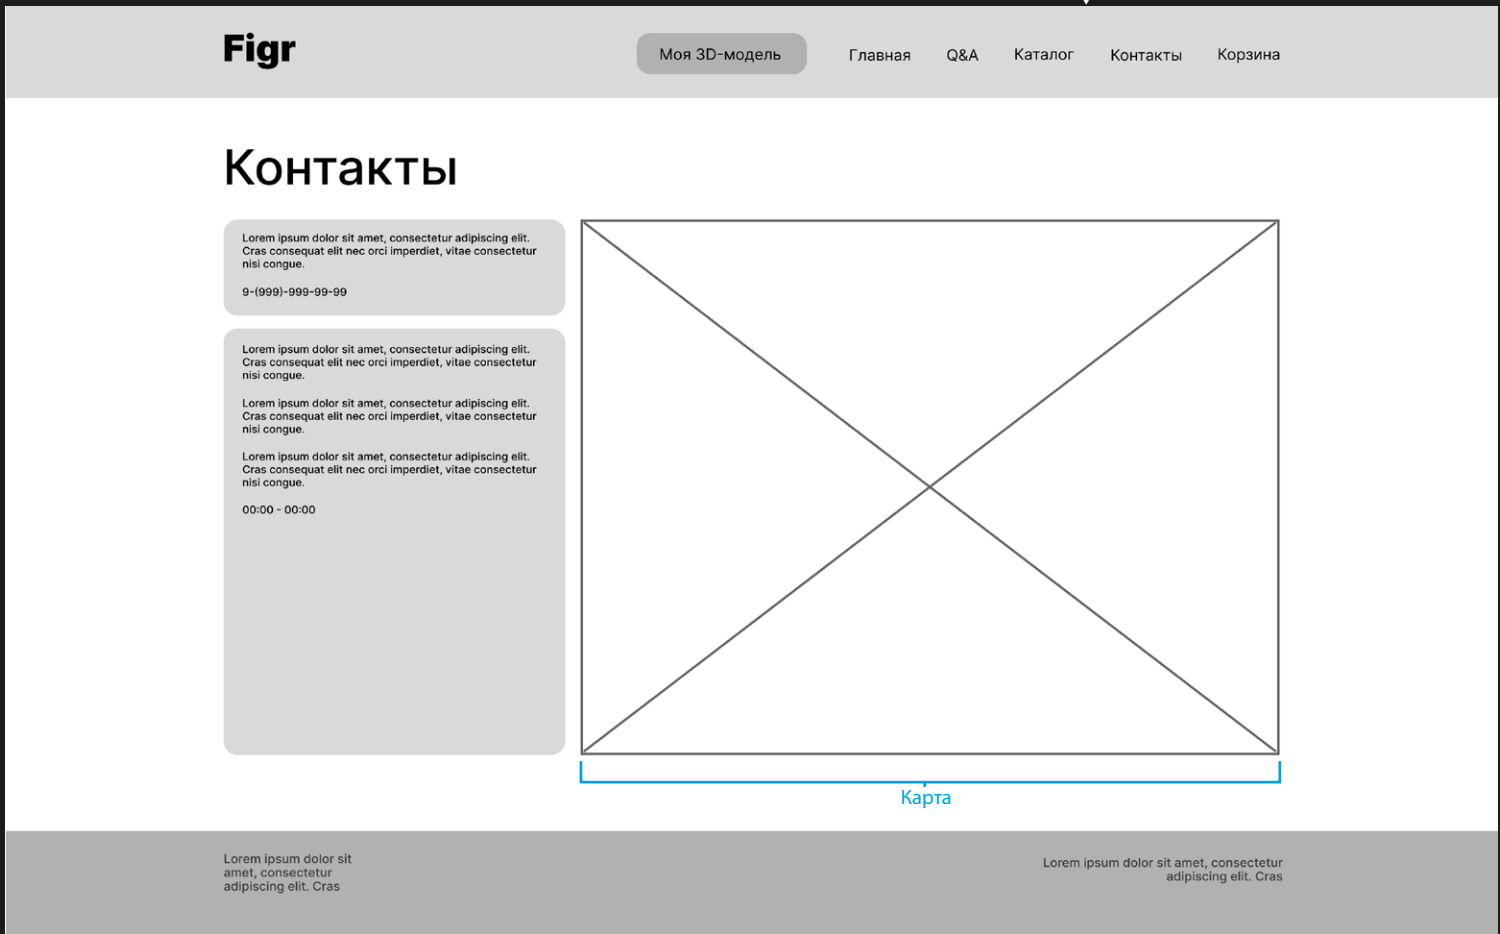 Figr
Моя 3D-модель
Главная
Q&A
Каталог
Контакты
Корзина
Контакты
Lorem ipsum dolor sit amet, consectetur adipiscing elit.
Cras consequat elit nec orci imperdiet, vitae consectetur
nisi congue.
9-(999)-999-99-99
Lorem ipsum dolor sit amet, consectetur adipiscing elit.
Cras consequat elit nec orci imperdiet, vitae consectetur
nisi congue.
Lorem ipsum dolor sit amet, consectetur adipiscing elit.
Cras consequat elit nec orci imperdiet, vitae consectetur
nisi congue.
Lorem ipsum dolor sit amet, consectetur adipiscing elit.
Cras consequat elit nec orci imperdiet, vitae consectetur
nisi congue.
00:00 - 00:00
Карта
Lorem ipsum dolor sit
amet, consectetur
adipiscing elit. Cras
Lorem ipsum dolor sit amet, consectetur
adipiscing elit. Cras